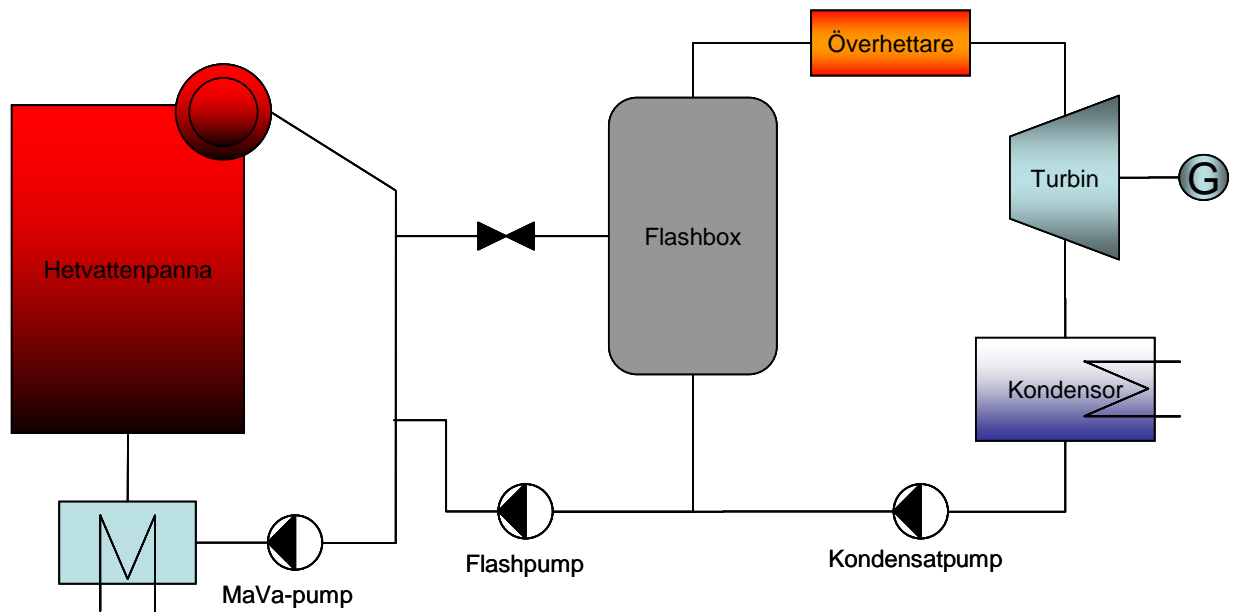 Överhettare
Turbin
G
Flashbox
Hetvattenpanna
Kondensor
Flashpump
Kondensatpump
MaVa-pump